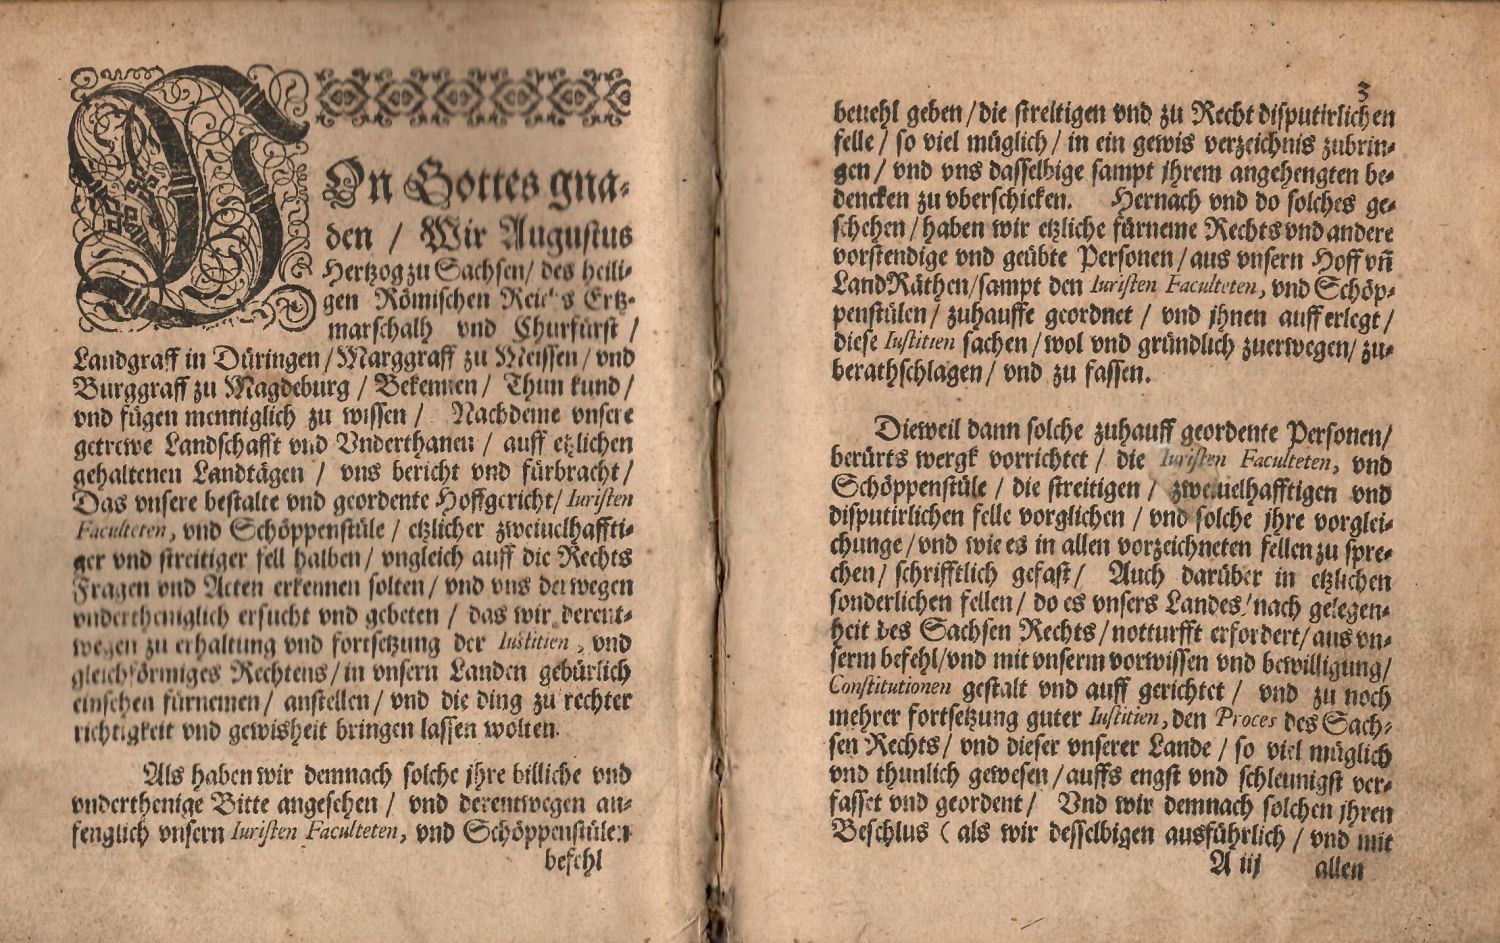 VOn Gottes gna-
den / Wir Augustus
Hertzog zu Sachsen / des heili-
gen Römischen Reichs Ertz-
marschalh vnd Churfürst /
Landgraff in Düringen / Marggraff zu Meissen / vnd
Burggraff zu Magdeburg / Bekennen / Thun kund /
vnd fügen menniglich zu wissen / Nachdeme vnsere
getrewe Landschafft vnd Vnderthanen / auff etzlichen
gehaltenen Landtägen / vns bericht vnd fürbracht /
Das vnsere bestalte vnd geordente Hoffgericht / Iuristen
Faculteten, vnd Schöppenstüle / etzlicher zweiuelhaffti-
ger vnd streitiger fell halben / vngleich auff die Rechts
Fragen vnd Acten erkennen solten / vnd vns derwegen
vndertheniglich ersucht vnd gebeten / das wir derent-
wegen zu erhaltung vnd fortsetzung der Iustitien, vnd
gleichförmiges Rechtens / in vnsern Landen gebürlich
einsehen fürnemen / anstellen / vnd die ding zu rechter
richtigkeit vnd gewisheit bringen lassen wolten.
Als haben wir demnach solche jhre billiche vnd
vnderthenige Bitte angesehen / vnd derentwegen an-
fenglich vnsern Iuristen Faculteten, vnd Schöppenstülen
befehl
3
beuehl geben / die streitigen vnd zu Recht disputirlichen
felle / so viel müglich / in ein gewis verzeichnis zubrin-
gen / vnd vns dasselbige sampt jhrem angehengten be-
dencken zu vberschicken. Hernach vnd do solches ge-
schehen / haben wir etzliche fürneme Rechts vnd andere
vorstendige vnd geübte Personen / aus vnsern Hoff vñ
LandRäthen / sampt den Iuristen Faculteten, vnd Schöp-
penstülen / zuhauffe geordnet / vnd jhnen aufferlegt /
diese Iustitien sachen / wol vnd gründlich zuerwegen / zu-
berathschlagen / vnd zu fassen.
Dieweil dann solche zuhauff geordente Personen /
berürts wergk vorrichtet / die Iuristen Faculteten, vnd
Schöppenstüle / die streitigen / zweiuelhafftigen vnd
disputirlichen felle vorglichen / vnd solche jhre vorglei-
chunge / vnd wie es in allen vorzeichneten fellen zu spre-
chen / schrifftlich gefast / Auch darüber in etzlichen
sonderlichen fellen / do es vnsers Landes / nach gelegen-
heit des Sachsen Rechts / notturfft erfordert / aus vn-
serm befehl / vnd mit vnserm vorwissen vnd bewilligung /
Constitutionen gestalt vnd auff gerichtet / vnd zu noch
mehrer fortsetzung guter Iustitien, den Proces des Sach-
sen Rechts / vnd dieser vnserer Lande / so viel müglich
vnd thunlich gewesen / auffs engst vnd schleunigst ver-
fasset vnd geordent / Vnd wir demnach solchen jhren
Beschlus ( als wir desselbigen ausführlich / vnd mit
A iij allen